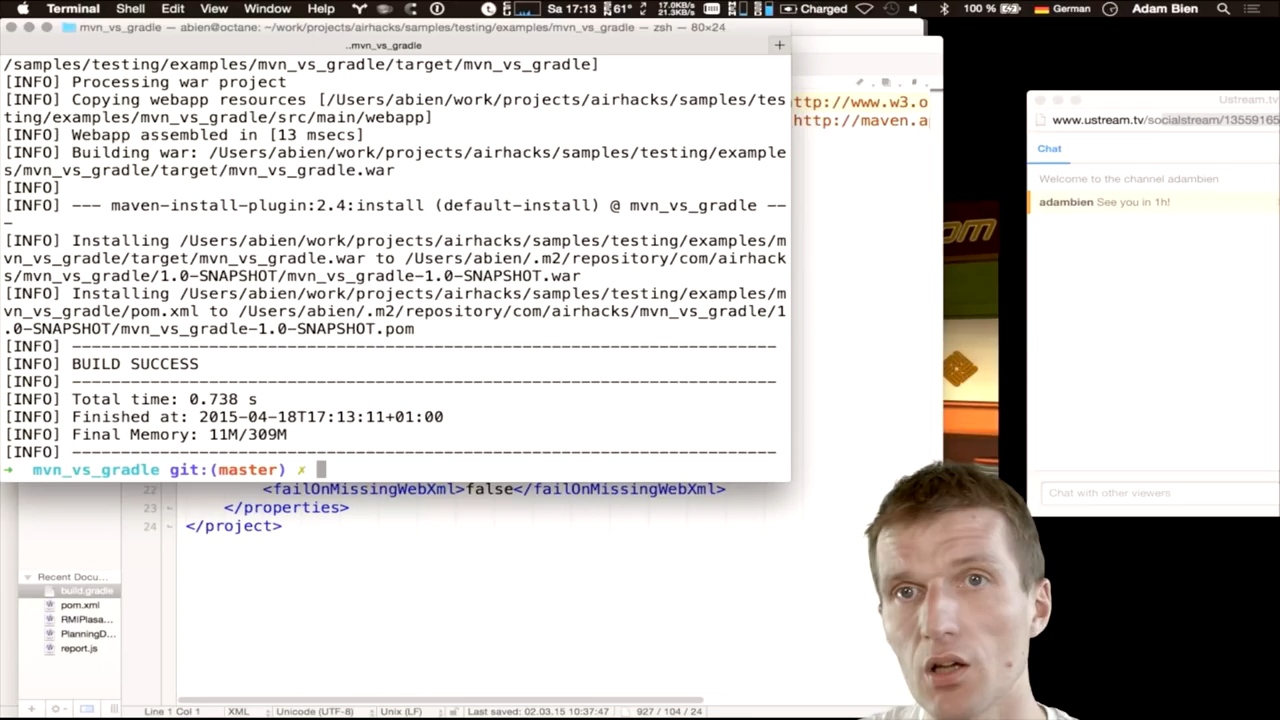 Terminal Shell Edit View Window Help Sa 17:13 61° 17.0KB/s 21.3KB/s Charged 100 % German Adam Bien
mvn_vs_gradle — abien@octane: ~/work/projects/airhacks/samples/testing/examples/mvn_vs_gradle — zsh — 80×24
..mvn_vs_gradle
/samples/testing/examples/mvn_vs_gradle/target/mvn_vs_gradle]
[INFO] Processing war project
[INFO] Copying webapp resources [/Users/abien/work/projects/airhacks/samples/tes
ting/examples/mvn_vs_gradle/src/main/webapp]
[INFO] Webapp assembled in [13 msecs]
[INFO] Building war: /Users/abien/work/projects/airhacks/samples/testing/example
s/mvn_vs_gradle/target/mvn_vs_gradle.war
[INFO]
[INFO] --- maven-install-plugin:2.4:install (default-install) @ mvn_vs_gradle --
-
[INFO] Installing /Users/abien/work/projects/airhacks/samples/testing/examples/m
vn_vs_gradle/target/mvn_vs_gradle.war to /Users/abien/.m2/repository/com/airhack
s/mvn_vs_gradle/1.0-SNAPSHOT/mvn_vs_gradle-1.0-SNAPSHOT.war
[INFO] Installing /Users/abien/work/projects/airhacks/samples/testing/examples/m
vn_vs_gradle/pom.xml to /Users/abien/.m2/repository/com/airhacks/mvn_vs_gradle/1
.0-SNAPSHOT/mvn_vs_gradle-1.0-SNAPSHOT.pom
[INFO] ------------------------------------------------------------------------
[INFO] BUILD SUCCESS
[INFO] ------------------------------------------------------------------------
[INFO] Total time: 0.738 s
[INFO] Finished at: 2015-04-18T17:13:11+01:00
[INFO] Final Memory: 11M/309M
[INFO] ------------------------------------------------------------------------
→ mvn_vs_gradle git:(master) ✗
ttp://www.w3.o
http://maven.a
22 <failOnMissingWebXml>false</failOnMissingWebXml>
23 </properties>
24 </project>
Recent Docu...
build.gradle
pom.xml
RMIPlasa...
PlanningD...
report.js
Line 1 Col 1 XML Unicode (UTF-8) Unix (LF) Last saved: 02.03.15 10:37:47 927 / 104 / 24
Ustream.tv
www.ustream.tv/socialstream/13559165
Chat
Welcome to the channel adambien
adambien See you in 1h!
Chat with other viewers